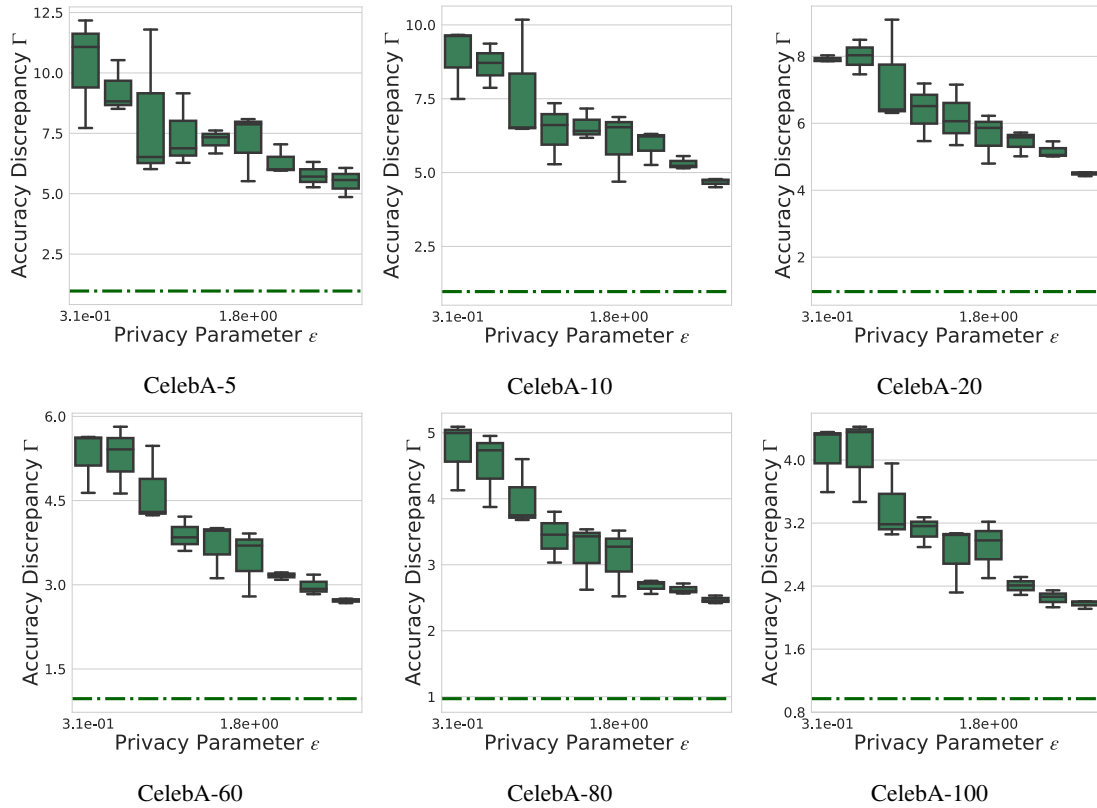 12.5
10.0
7.5
5.0
2.5
Accuracy Discrepancy Γ
3.1e-01 1.8e+00
Privacy Parameter ε
CelebA-5
10.0
7.5
5.0
2.5
Accuracy Discrepancy Γ
3.1e-01 1.8e+00
Privacy Parameter ε
CelebA-10
8
6
4
2
Accuracy Discrepancy Γ
3.1e-01 1.8e+00
Privacy Parameter ε
CelebA-20
6.0
4.5
3.0
1.5
Accuracy Discrepancy Γ
3.1e-01 1.8e+00
Privacy Parameter ε
CelebA-60
5
4
3
2
1
Accuracy Discrepancy Γ
3.1e-01 1.8e+00
Privacy Parameter ε
CelebA-80
4.0
3.2
2.4
1.6
0.8
Accuracy Discrepancy Γ
3.1e-01 1.8e+00
Privacy Parameter ε
CelebA-100